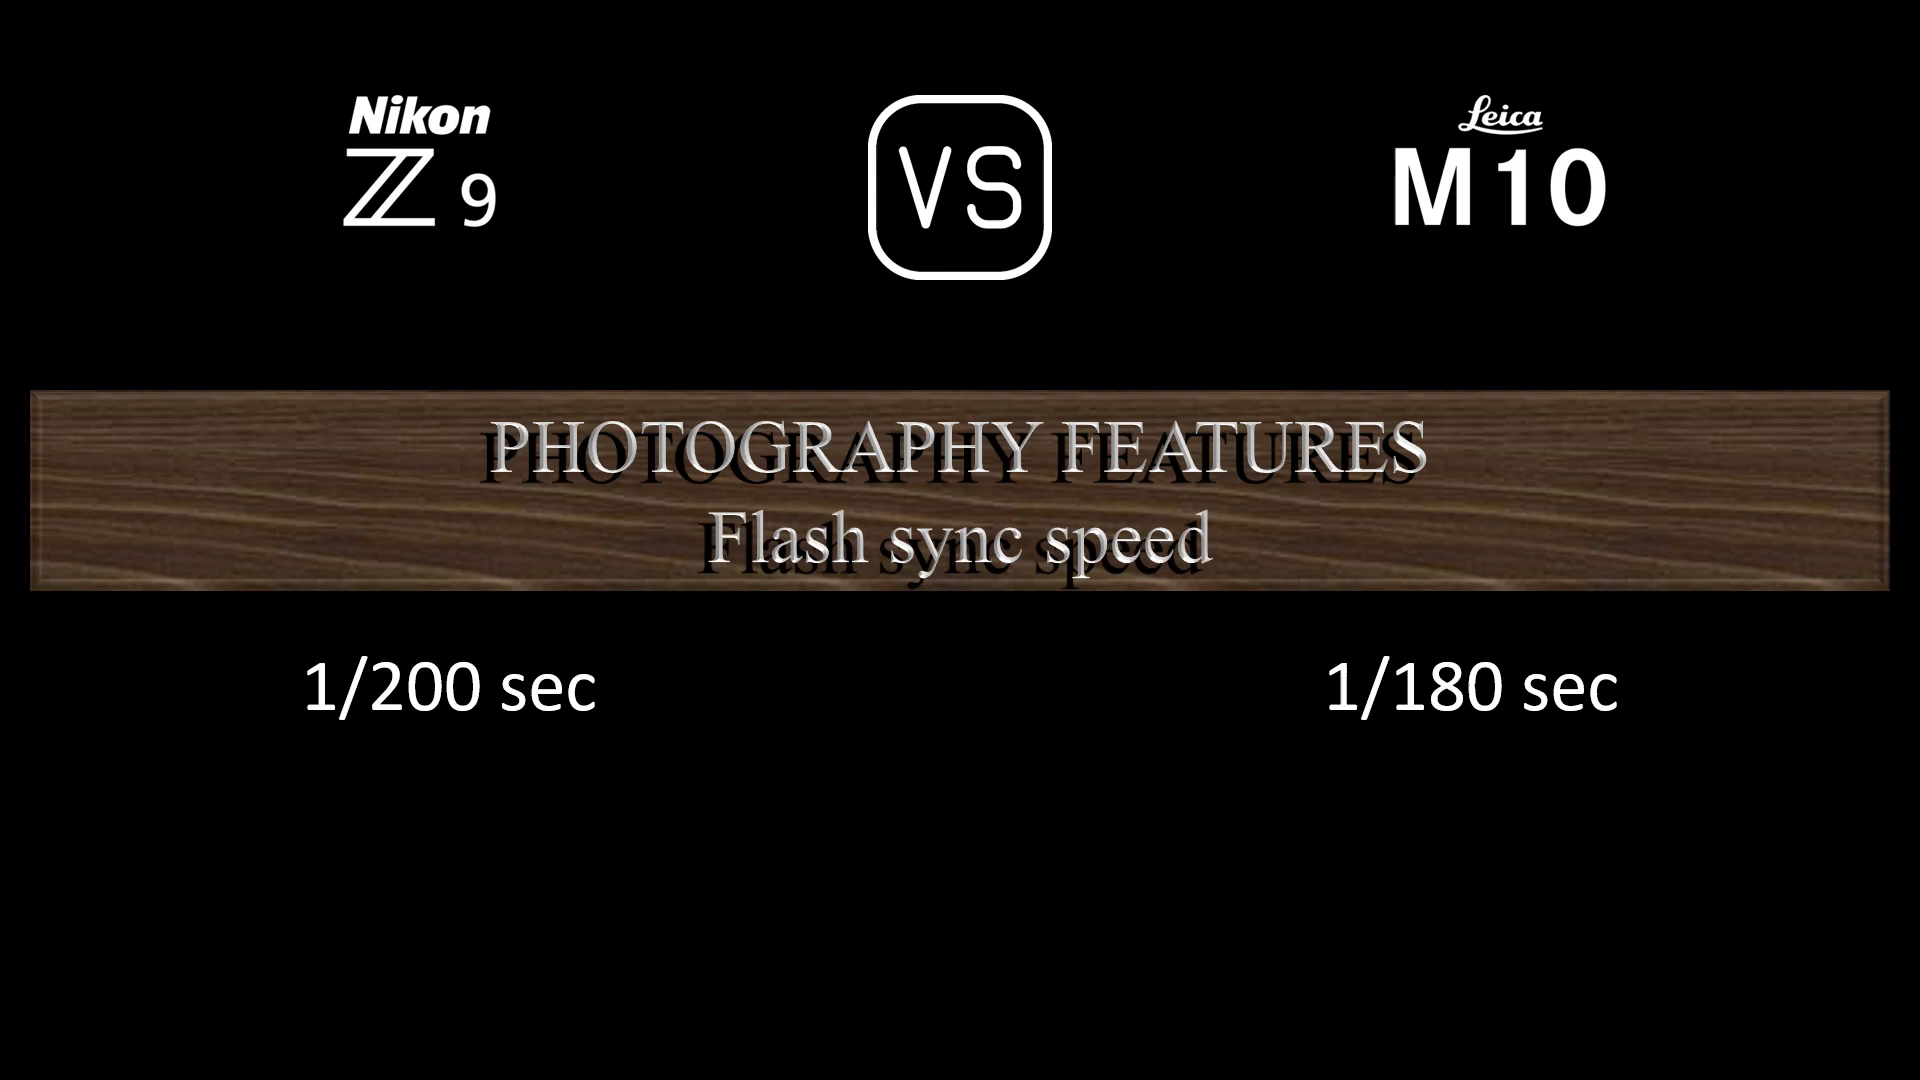 Nikon
Z 9
VS
Leica
M10
PHOTOGRAPHY FEATURES
Flash sync speed
1/200 sec
1/180 sec